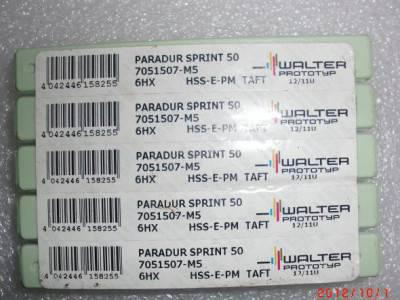 PARADUR SPRINT 50
7051507-M5
6HX HSS-E-PM TAFT
4 042446 158255
WALTER
PROTOTYP
12/11U
PARADUR SPRINT 50
7051507-M5
6HX HSS-E-PM TAFT
4 042446 158255
WALTER
PROTOTYP
12/11U
PARADUR SPRINT 50
7051507-M5
6HX HSS-E-PM TAFT
4 042446 158255
WALTER
PROTOTYP
12/11U
PARADUR SPRINT 50
7051507-M5
6HX HSS-E-PM TAFT
4 042446 158255
WALTER
PROTOTYP
12/11U
PARADUR SPRINT 50
7051507-M5
6HX HSS-E-PM TAFT
4 042446 158255
WALTER
PROTOTYP
12/11U
2012/10/1